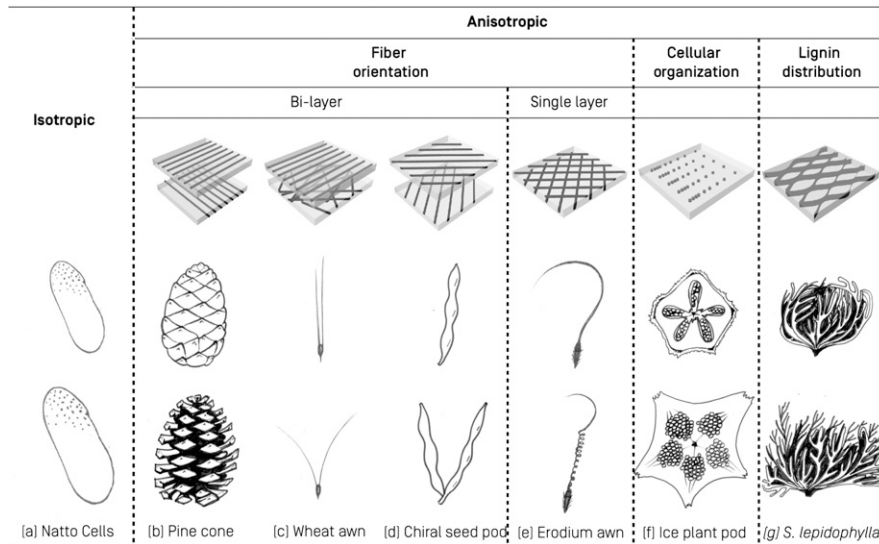 Anisotropic
Fiber
orientation
Cellular
organization
Lignin
distribution
Isotropic
Bi-layer
Single layer
(a) Natto Cells
(b) Pine cone
(c) Wheat awn
(d) Chiral seed pod
(e) Erodium awn
(f) Ice plant pod
(g) S. lepidophylla